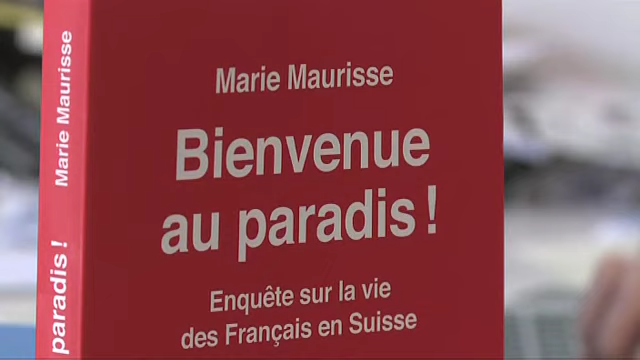 Marie Maurisse
Bienvenue
au paradis !
Enquête sur la vie
des Français en Suisse
Marie Maurisse
paradis !